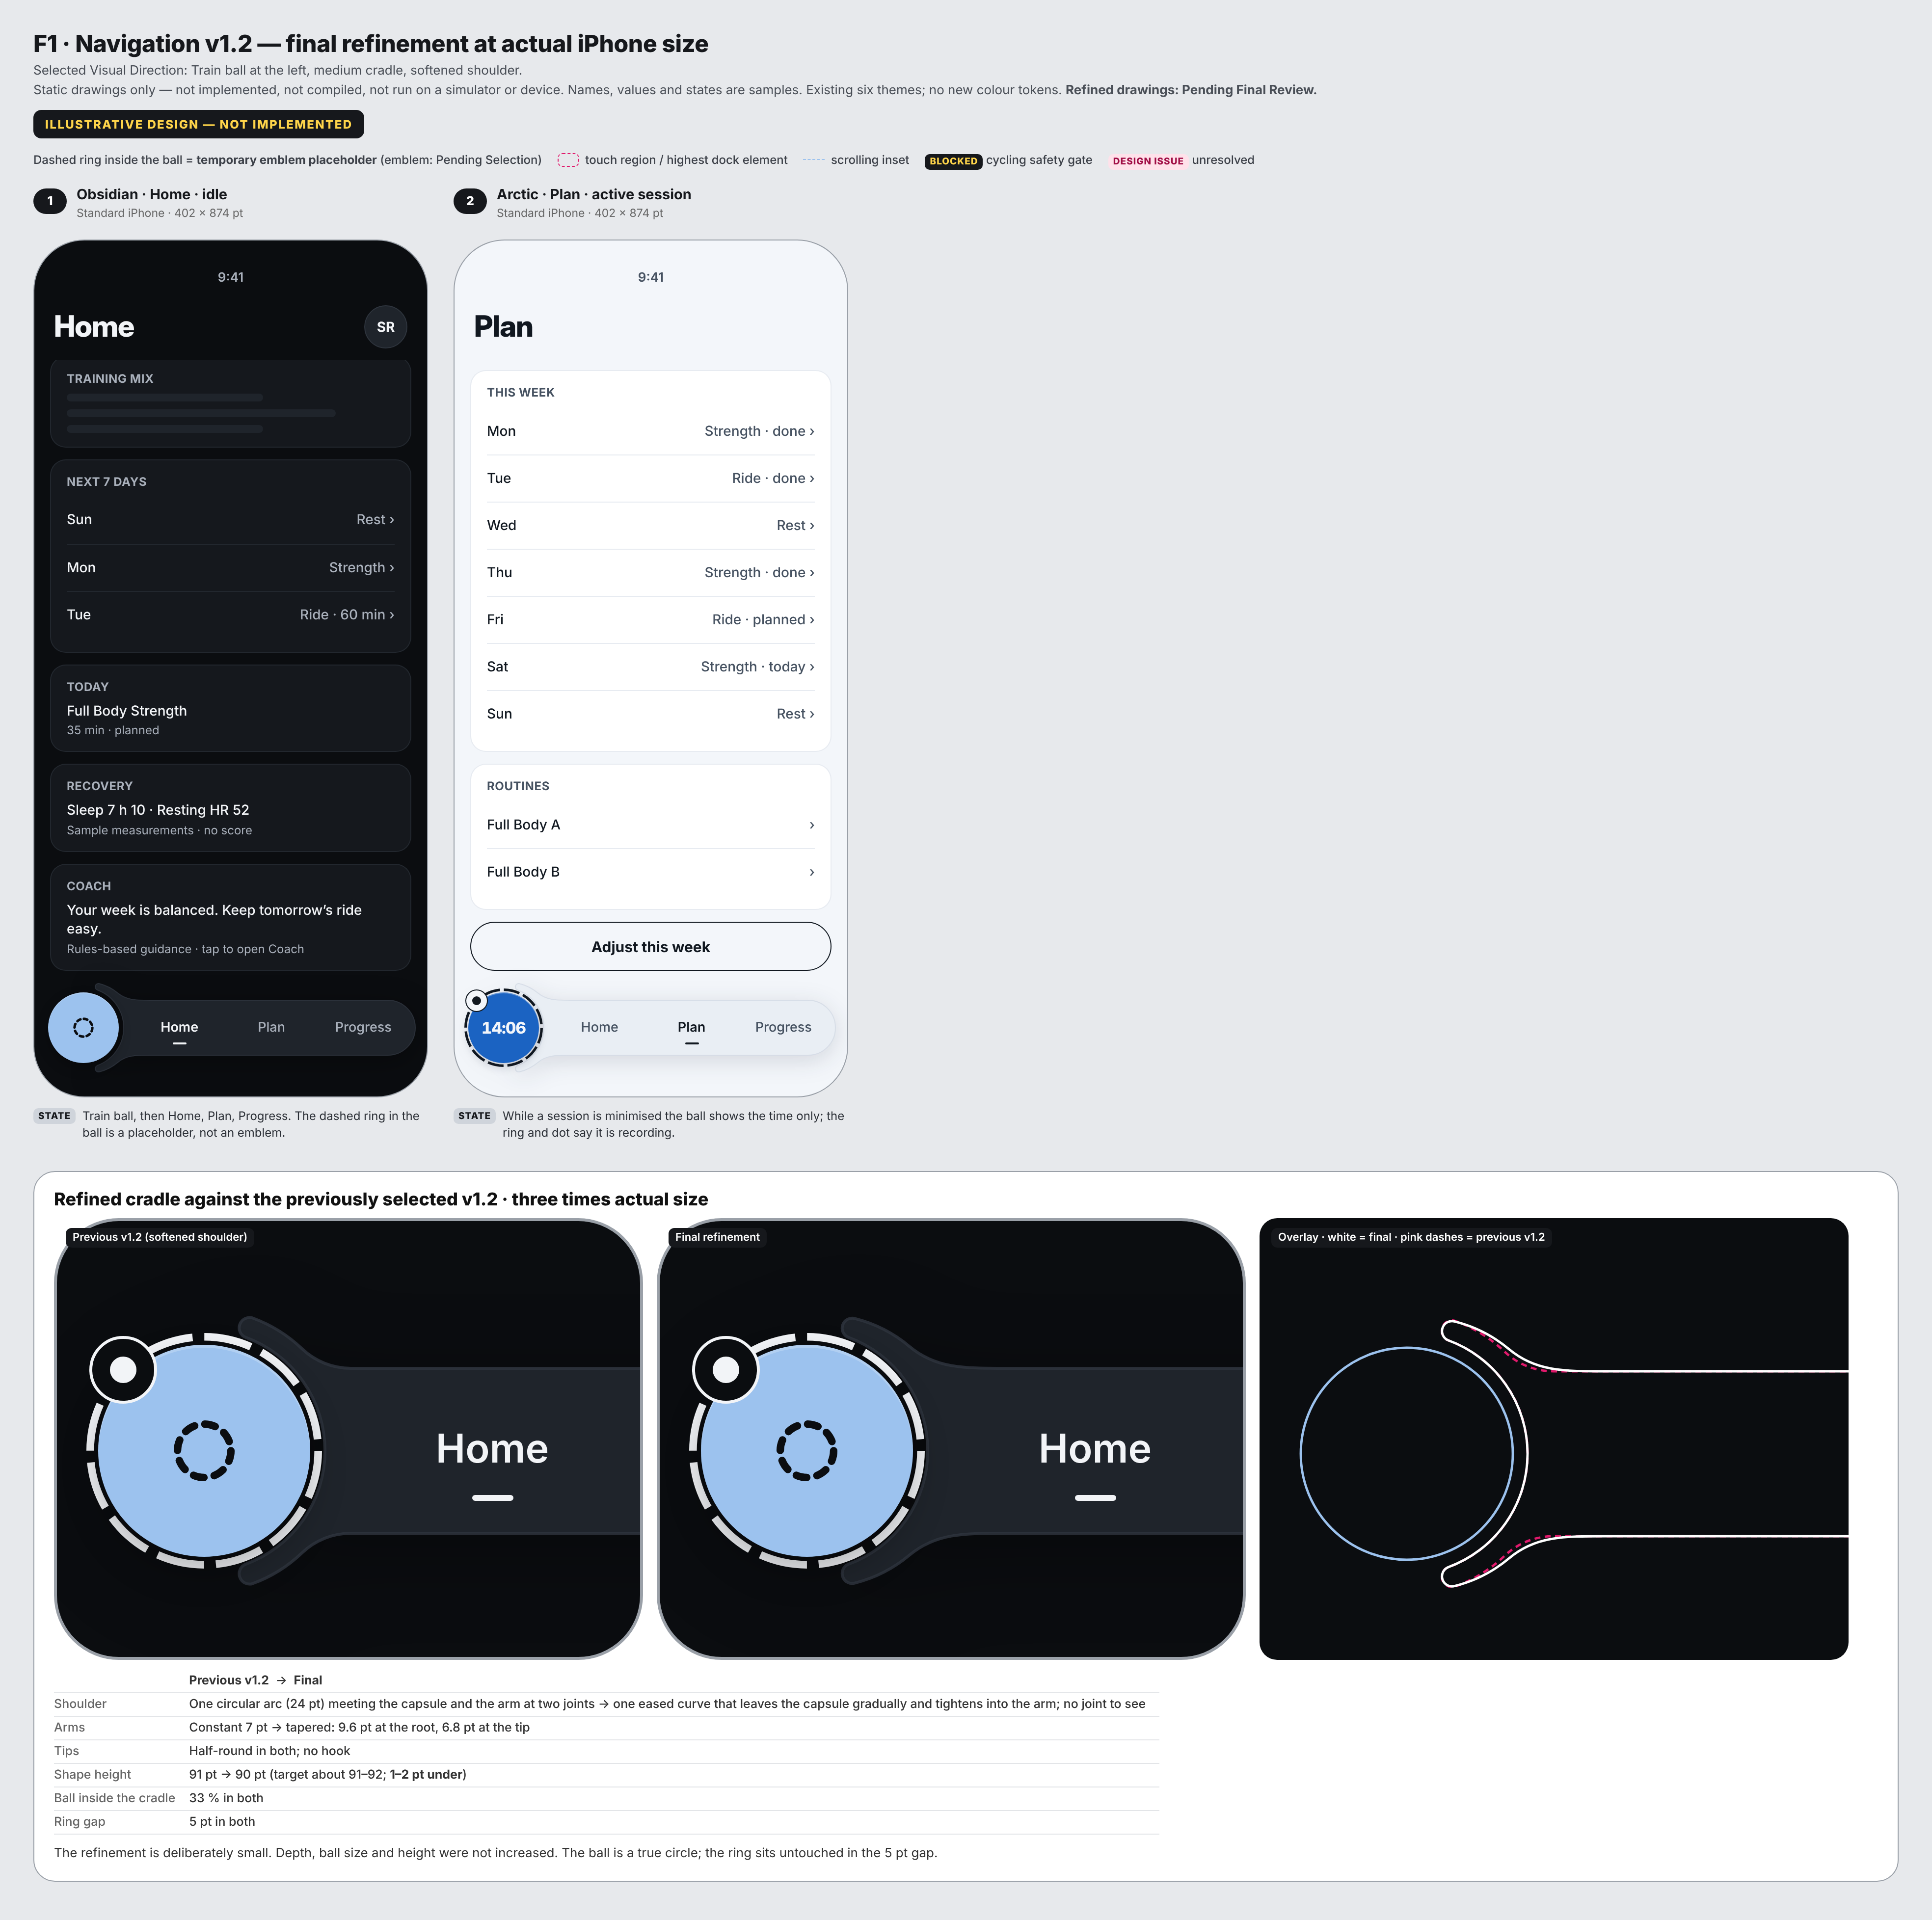 F1 · Navigation v1.2 — final refinement at actual iPhone size
Selected Visual Direction: Train ball at the left, medium cradle, softened shoulder.
Static drawings only — not implemented, not compiled, not run on a simulator or device. Names, values and states are samples. Existing six themes; no new colour tokens. Refined drawings: Pending Final Review.
ILLUSTRATIVE DESIGN — NOT IMPLEMENTED
Dashed ring inside the ball = temporary emblem placeholder (emblem: Pending Selection) touch region / highest dock element scrolling inset BLOCKED cycling safety gate DESIGN ISSUE unresolved
1 Obsidian · Home · idle
Standard iPhone · 402 × 874 pt
9:41
Home SR
TRAINING MIX
NEXT 7 DAYS
Sun Rest ›
Mon Strength ›
Tue Ride · 60 min ›
TODAY
Full Body Strength
35 min · planned
RECOVERY
Sleep 7 h 10 · Resting HR 52
Sample measurements · no score
COACH
Your week is balanced. Keep tomorrow’s ride
easy.
Rules-based guidance · tap to open Coach
Home Plan Progress
STATE Train ball, then Home, Plan, Progress. The dashed ring in the
ball is a placeholder, not an emblem.
2 Arctic · Plan · active session
Standard iPhone · 402 × 874 pt
9:41
Plan
THIS WEEK
Mon Strength · done ›
Tue Ride · done ›
Wed Rest ›
Thu Strength · done ›
Fri Ride · planned ›
Sat Strength · today ›
Sun Rest ›
ROUTINES
Full Body A ›
Full Body B ›
Adjust this week
14:06 Home Plan Progress
STATE While a session is minimised the ball shows the time only; the
ring and dot say it is recording.
Refined cradle against the previously selected v1.2 · three times actual size
Previous v1.2 (softened shoulder)
Home
Final refinement
Home
Overlay · white = final · pink dashes = previous v1.2
Previous v1.2 → Final
Shoulder One circular arc (24 pt) meeting the capsule and the arm at two joints → one eased curve that leaves the capsule gradually and tightens into the arm; no joint to see
Arms Constant 7 pt → tapered: 9.6 pt at the root, 6.8 pt at the tip
Tips Half-round in both; no hook
Shape height 91 pt → 90 pt (target about 91–92; 1–2 pt under)
Ball inside the cradle 33 % in both
Ring gap 5 pt in both
The refinement is deliberately small. Depth, ball size and height were not increased. The ball is a true circle; the ring sits untouched in the 5 pt gap.